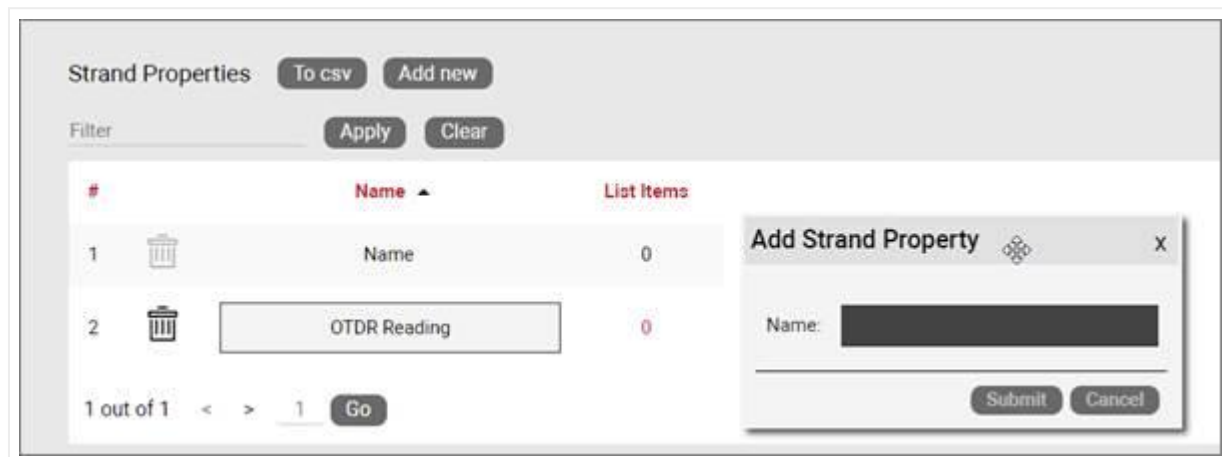 Strand Properties To csv Add new
Filter Apply Clear
# Name List Items
1 Name 0
2 OTDR Reading 0
1 out of 1 < > 1 Go
Add Strand Property X
Name:
Submit Cancel